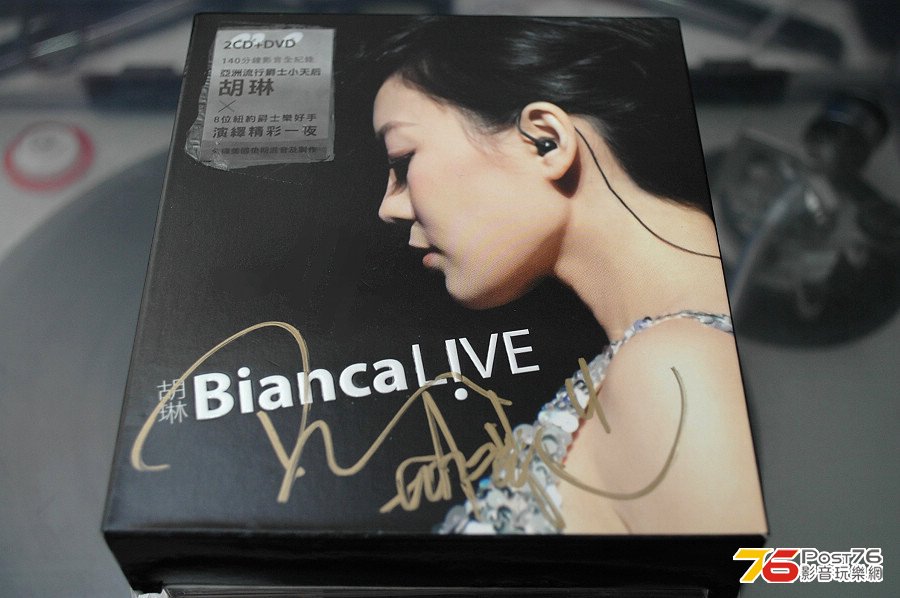 2CD+DVD
140分鐘影音全紀錄
亞洲流行爵士小天后
胡琳
×
8位紐約爵士樂好手
演繹精彩一夜
胡琳
BiancaL!VE
76 POST76
影音玩樂網